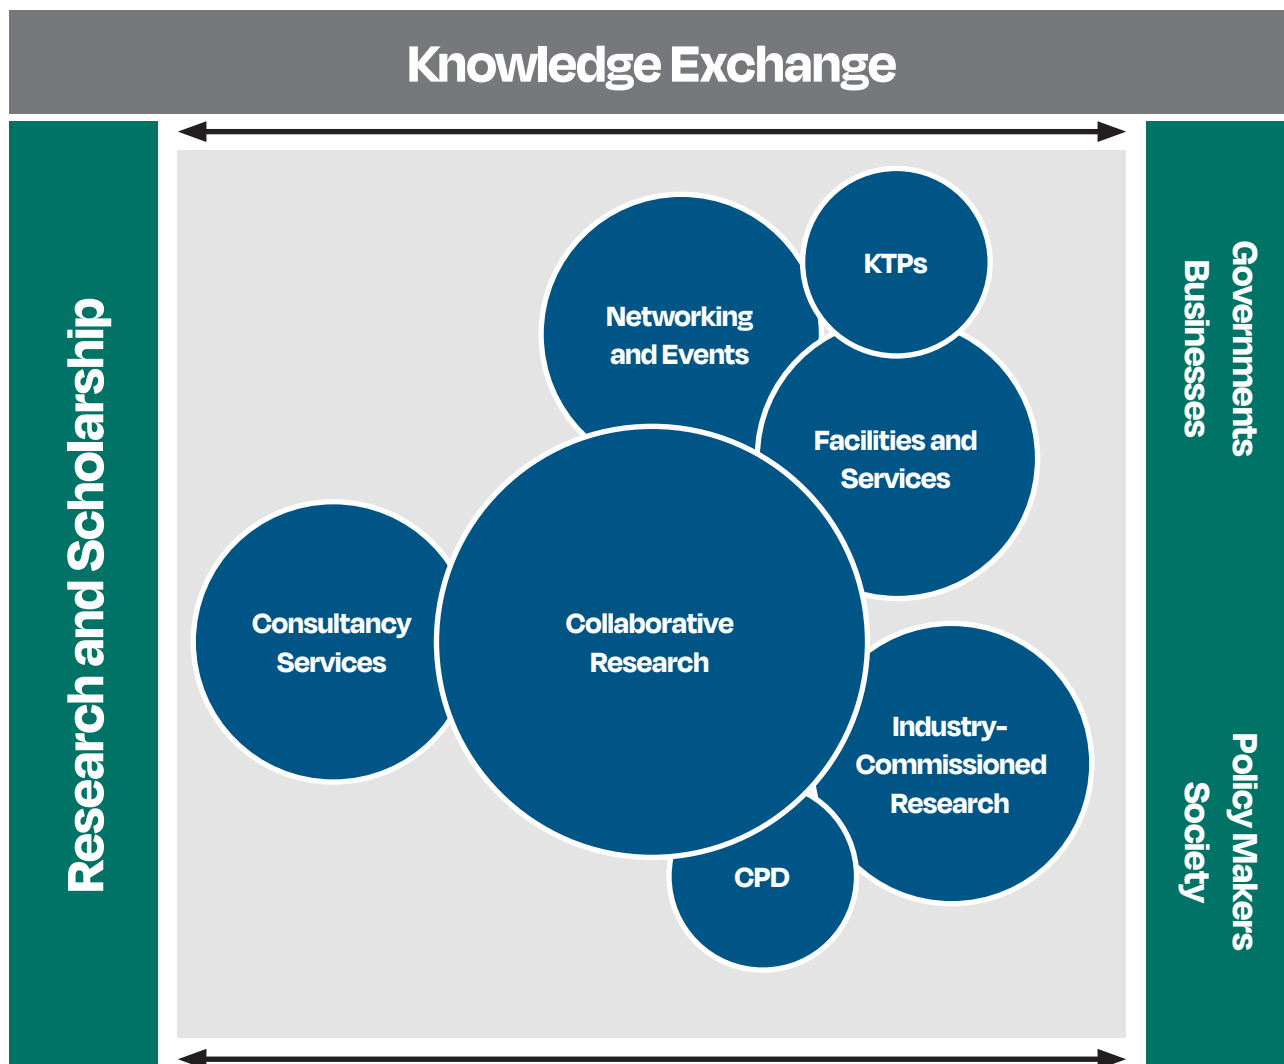 Knowledge Exchange
Research and Scholarship
KTPs
Networking
and Events
Facilities and
Services
Consultancy
Services
Collaborative
Research
Industry-
Commissioned
Research
CPD
Governments
Businesses
Policy Makers
Society